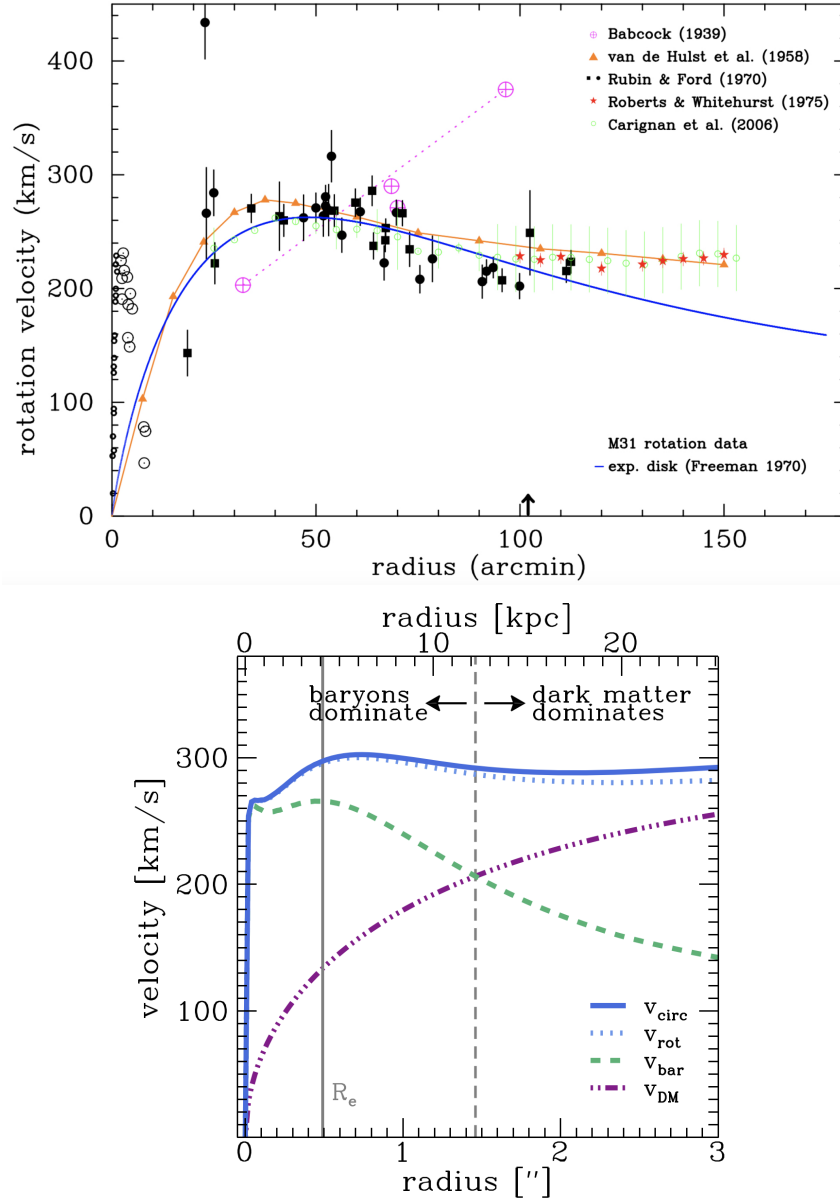 400
300
200
100
0
rotation velocity (km/s)
Babcock (1939)
van de Hulst et al. (1958)
Rubin & Ford (1970)
Roberts & Whitehurst (1975)
Carignan et al. (2006)
M31 rotation data
exp. disk (Freeman 1970)
0 50 100 150
radius (arcmin)
radius [kpc]
0 10 20
baryons dark matter
dominate dominates
300
200
100
velocity [km/s]
Vcirc
Vrot
Vbar
VDM
Re
0 1 2 3
radius ["]